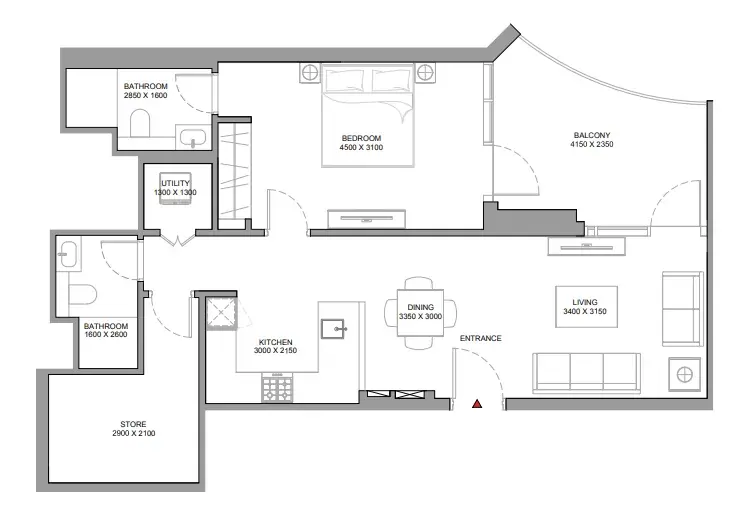 BATHROOM
2850 X 1600
BEDROOM
4500 X 3100
BALCONY
4150 X 2350
UTILITY
1300 X 1300
BATHROOM
1600 X 2600
KITCHEN
3000 X 2150
DINING
3350 X 3000
LIVING
3400 X 3150
ENTRANCE
STORE
2900 X 2100